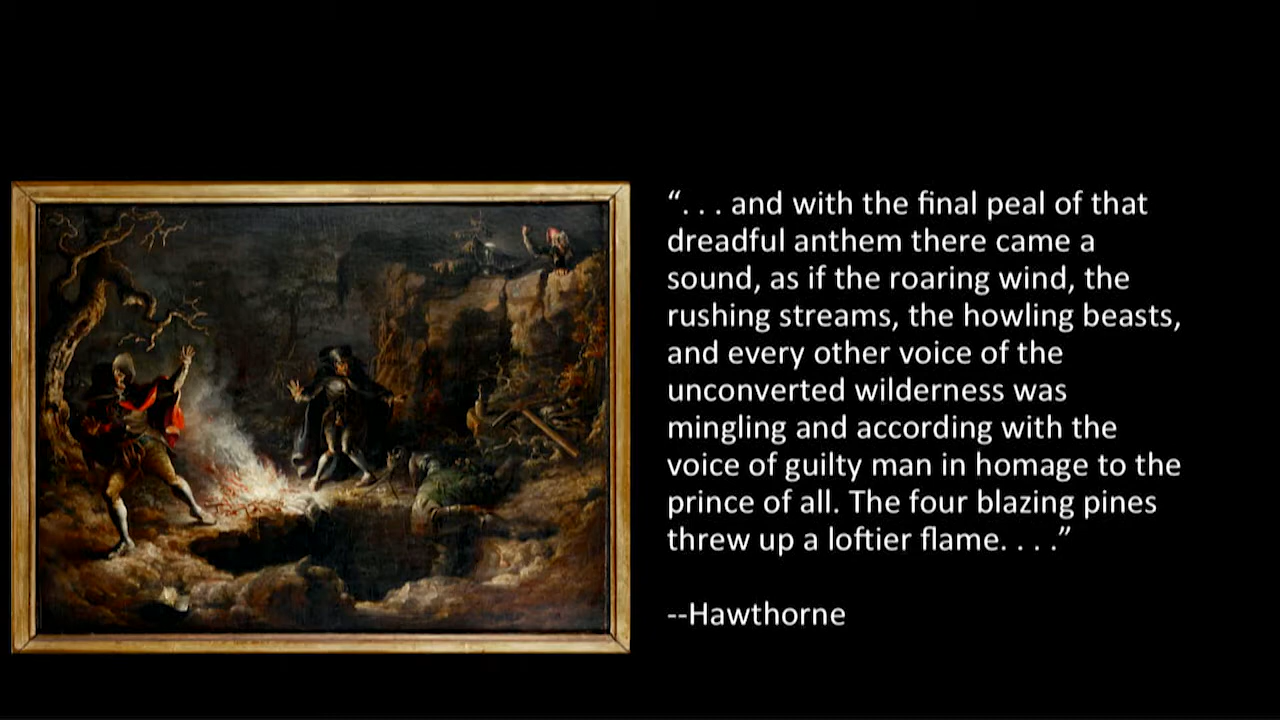 “. . . and with the final peal of that
dreadful anthem there came a
sound, as if the roaring wind, the
rushing streams, the howling beasts,
and every other voice of the
unconverted wilderness was
mingling and according with the
voice of guilty man in homage to the
prince of all. The four blazing pines
threw up a loftier flame. . . .”
--Hawthorne